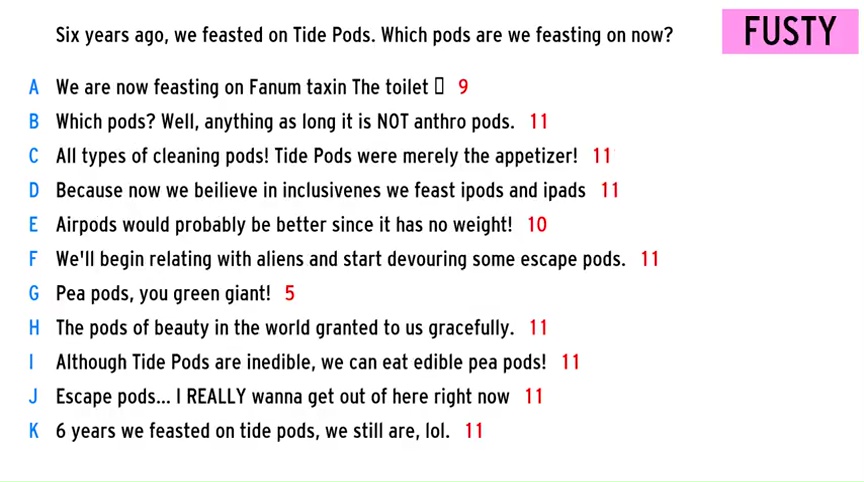 Six years ago, we feasted on Tide Pods. Which pods are we feasting on now?
FUSTY
A We are now feasting on Fanum taxin The toilet ▯ 9
B Which pods? Well, anything as long it is NOT anthro pods. 11
C All types of cleaning pods! Tide Pods were merely the appetizer! 11
D Because now we beilieve in inclusivenes we feast ipods and ipads 11
E Airpods would probably be better since it has no weight! 10
F We'll begin relating with aliens and start devouring some escape pods. 11
G Pea pods, you green giant! 5
H The pods of beauty in the world granted to us gracefully. 11
I Although Tide Pods are inedible, we can eat edible pea pods! 11
J Escape pods... I REALLY wanna get out of here right now 11
K 6 years we feasted on tide pods, we still are, lol. 11